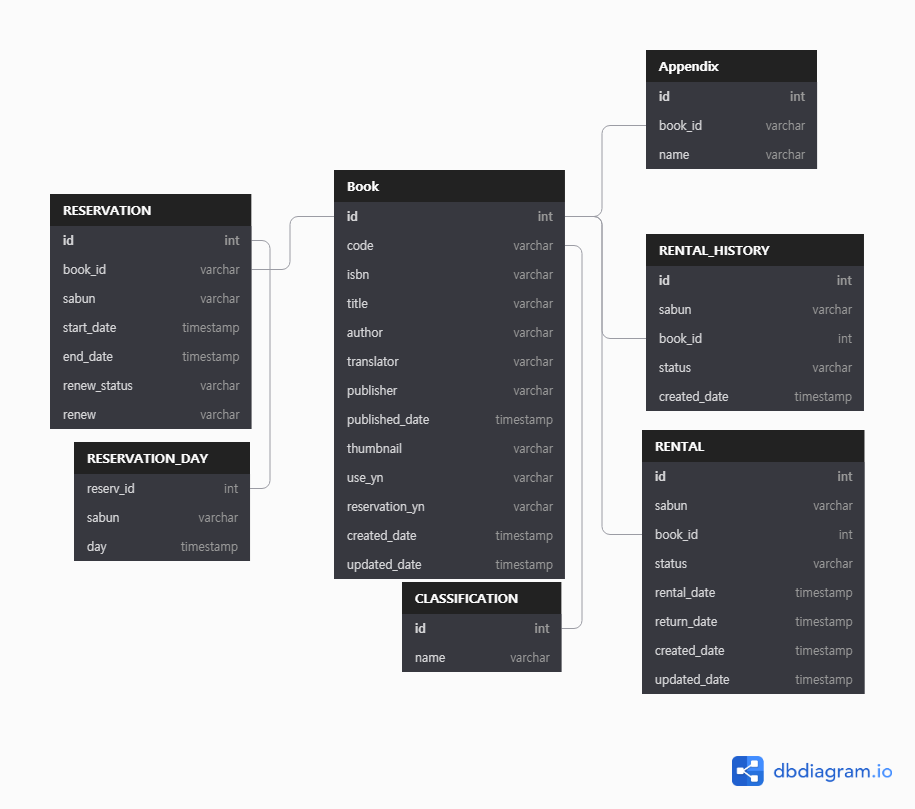 Appendix
id int
book_id varchar
name varchar
Book
id int
code varchar
isbn varchar
title varchar
author varchar
translator varchar
publisher varchar
published_date timestamp
thumbnail varchar
use_yn varchar
reservation_yn varchar
created_date timestamp
updated_date timestamp
RESERVATION
id int
book_id varchar
sabun varchar
start_date timestamp
end_date timestamp
renew_status varchar
renew varchar
RENTAL_HISTORY
id int
sabun varchar
book_id int
status varchar
created_date timestamp
RESERVATION_DAY
reserv_id int
sabun varchar
day timestamp
RENTAL
id int
sabun varchar
book_id int
status varchar
rental_date timestamp
return_date timestamp
created_date timestamp
updated_date timestamp
CLASSIFICATION
id int
name varchar
dbdiagram.io